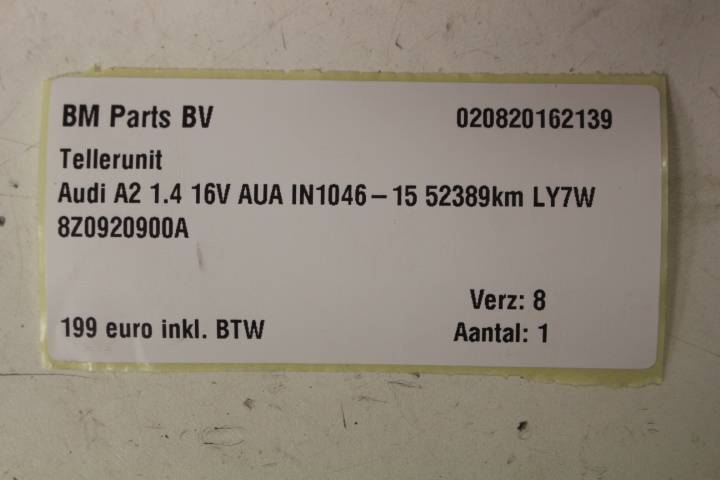 BM Parts BV 020820162139
Tellerunit
Audi A2 1.4 16V AUA IN1046-15 52389km LY7W
8Z0920900A
Verz: 8
199 euro inkl. BTW Aantal: 1